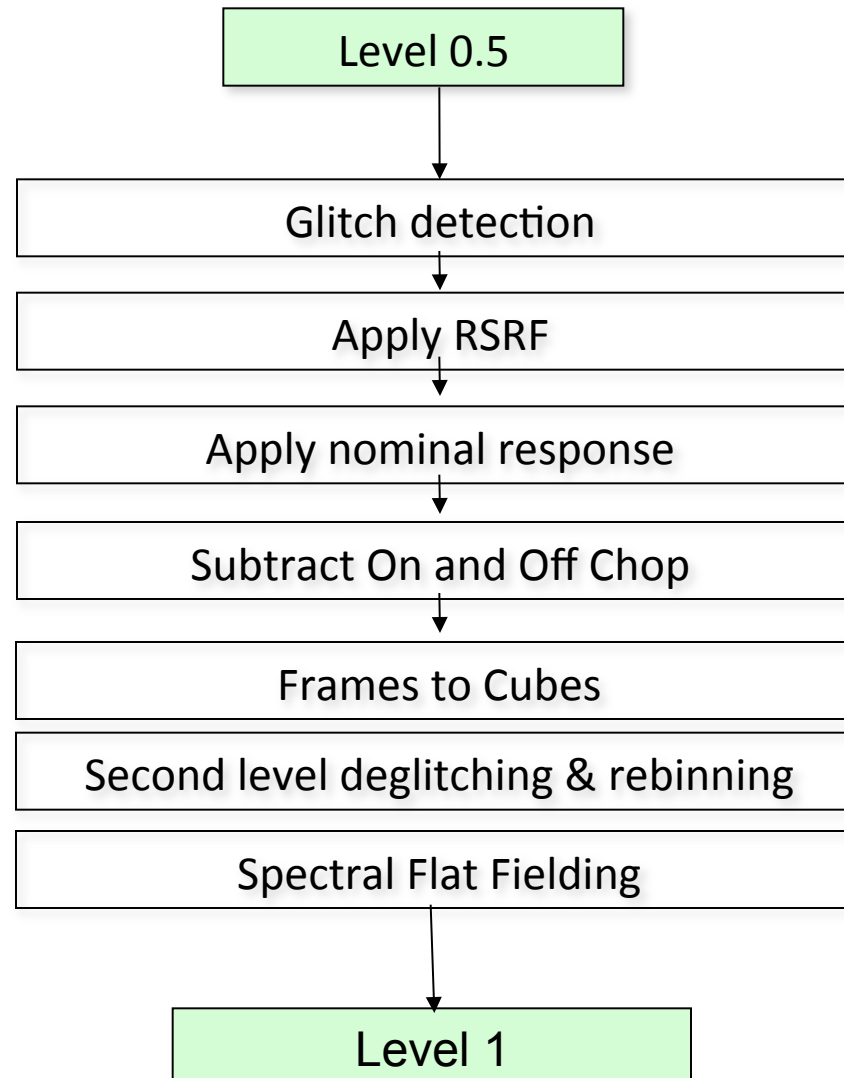 Level 0.5
Glitch detection
Apply RSRF
Apply nominal response
Subtract On and Off Chop
Frames to Cubes
Second level deglitching & rebinning
Spectral Flat Fielding
Level 1